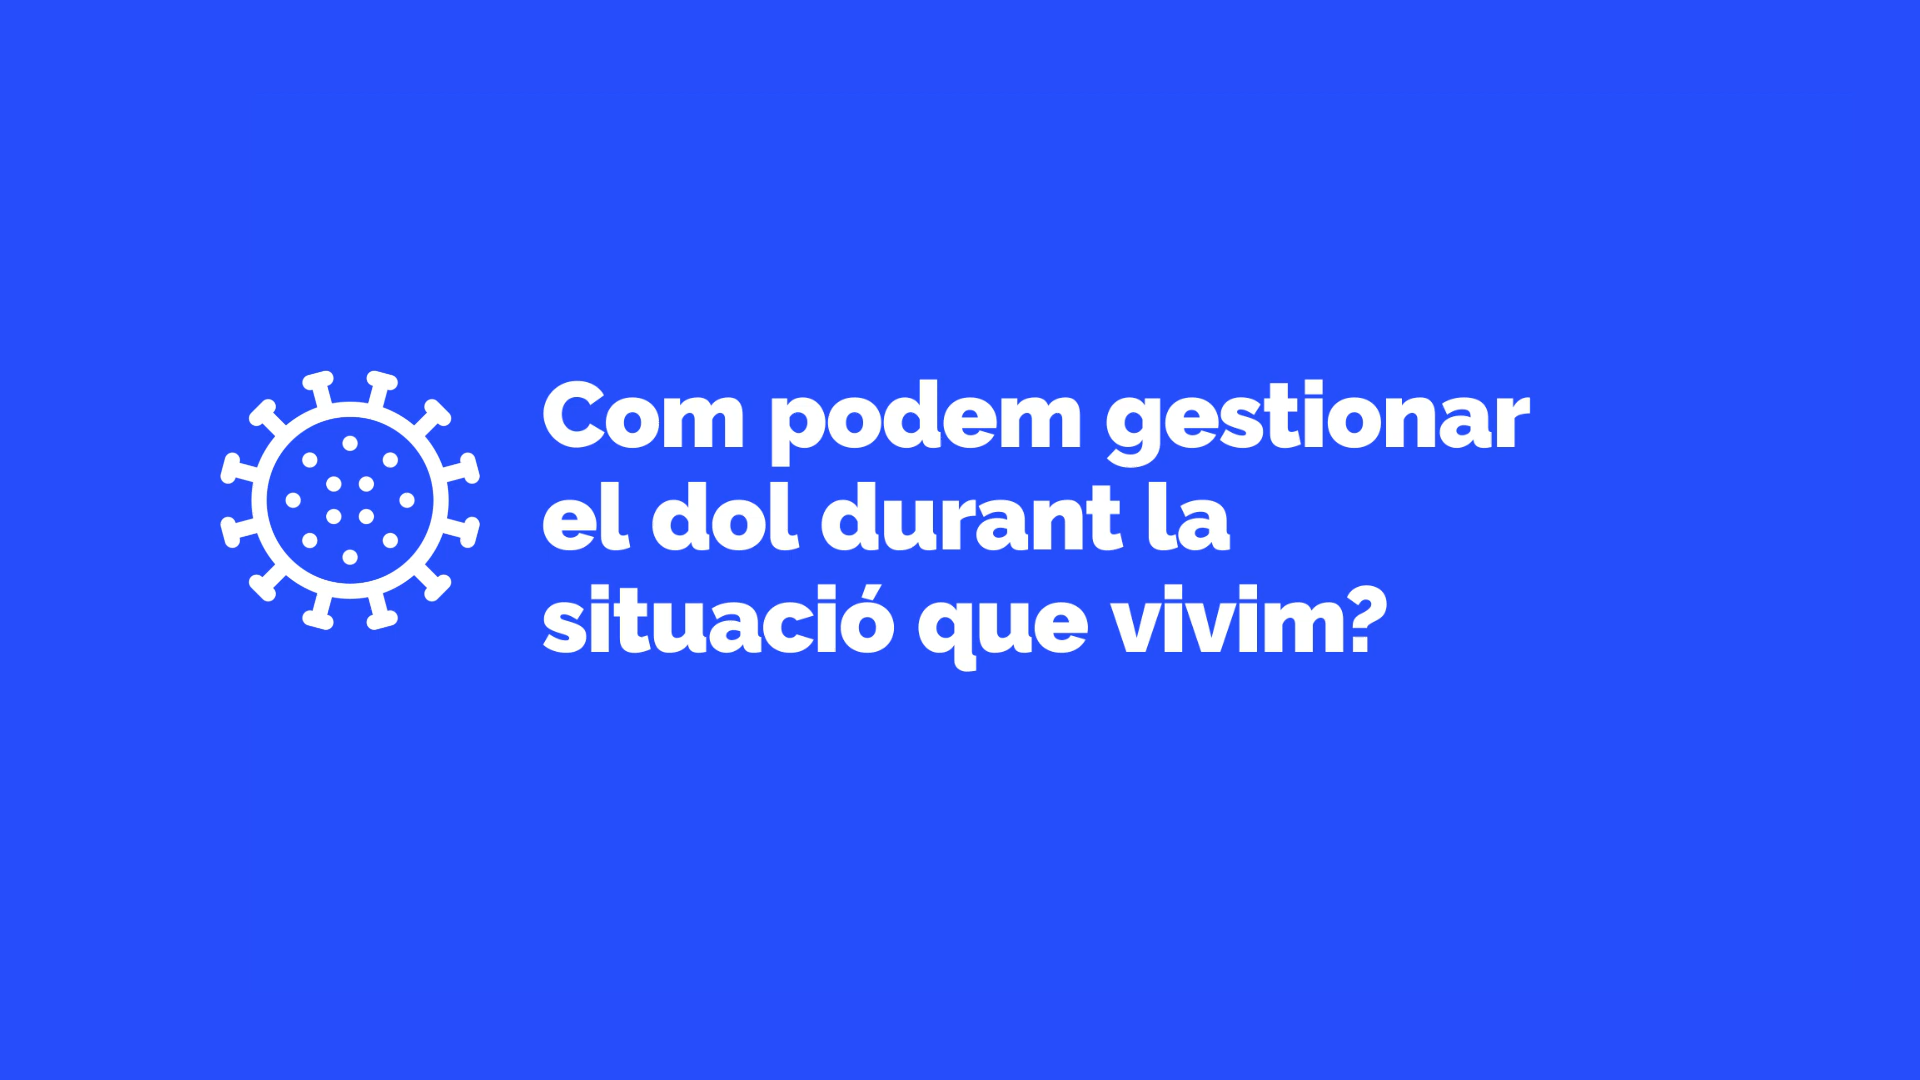 Com podem gestionar
el dol durant la
situació que vivim?